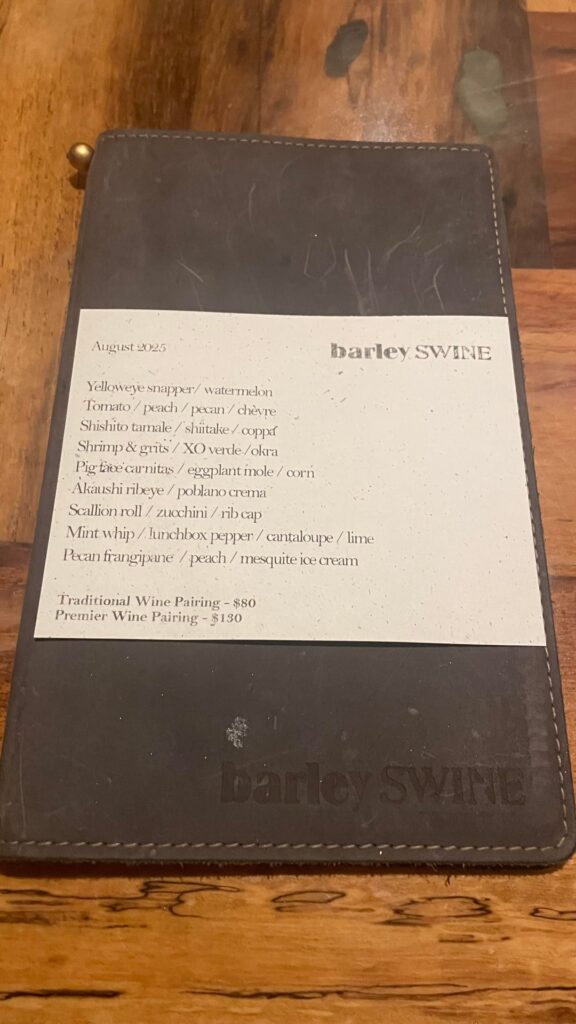 August 2025
barley SWINE
Yelloweye snapper / watermelon
Tomato / peach / pecan / chèvre
Shishito tamale / shiitake / coppa
Shrimp & grits / XO verde /okra
Pig face carnitas / eggplant mole / corn
Akaushi ribeye / poblano crema
Scallion roll / zucchini / rib cap
Mint whip / lunchbox pepper / cantaloupe / lime
Pecan frangipane / peach / mesquite ice cream
Traditional Wine Pairing - $80
Premier Wine Pairing - $130
barley SWINE